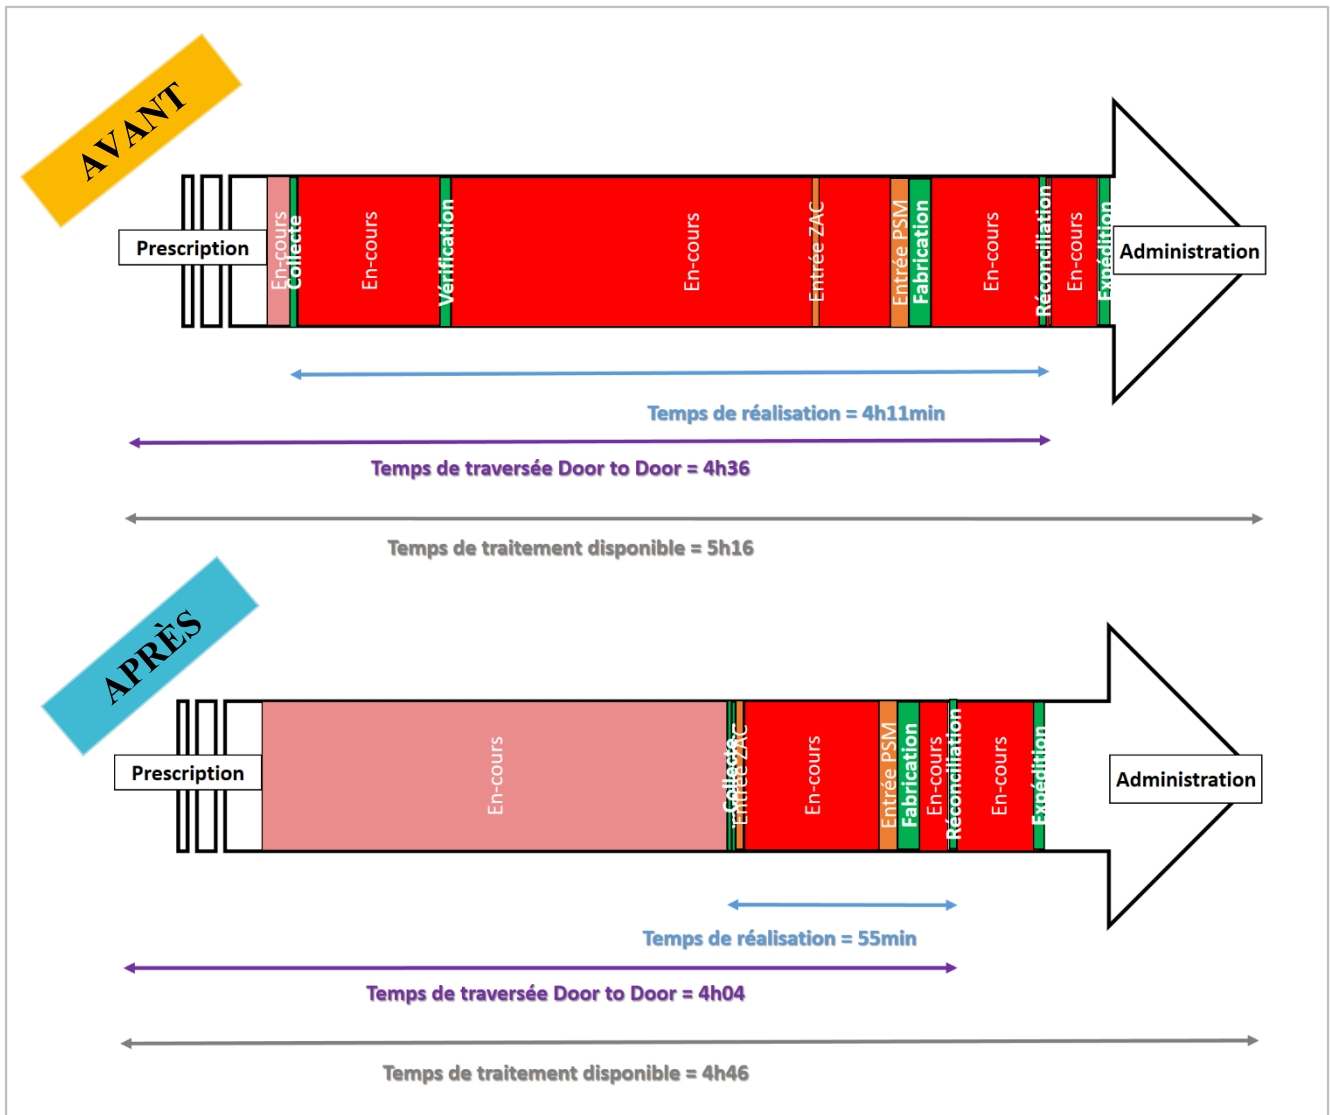 AVANT
Prescription
En-cours
Collecte
En-cours
Vérification
En-cours
Entrée ZAC
Entrée PSM
Fabrication
En-cours
Réconciliation
En-cours
Expédition
Administration
Temps de réalisation = 4h11min
Temps de traversée Door to Door = 4h36
Temps de traitement disponible = 5h16
APRÈS
Prescription
En-cours
Collecte
Entrée ZAC
En-cours
Entrée PSM
Fabrication
En-cours
Réconciliation
En-cours
Expédition
Administration
Temps de réalisation = 55min
Temps de traversée Door to Door = 4h04
Temps de traitement disponible = 4h46